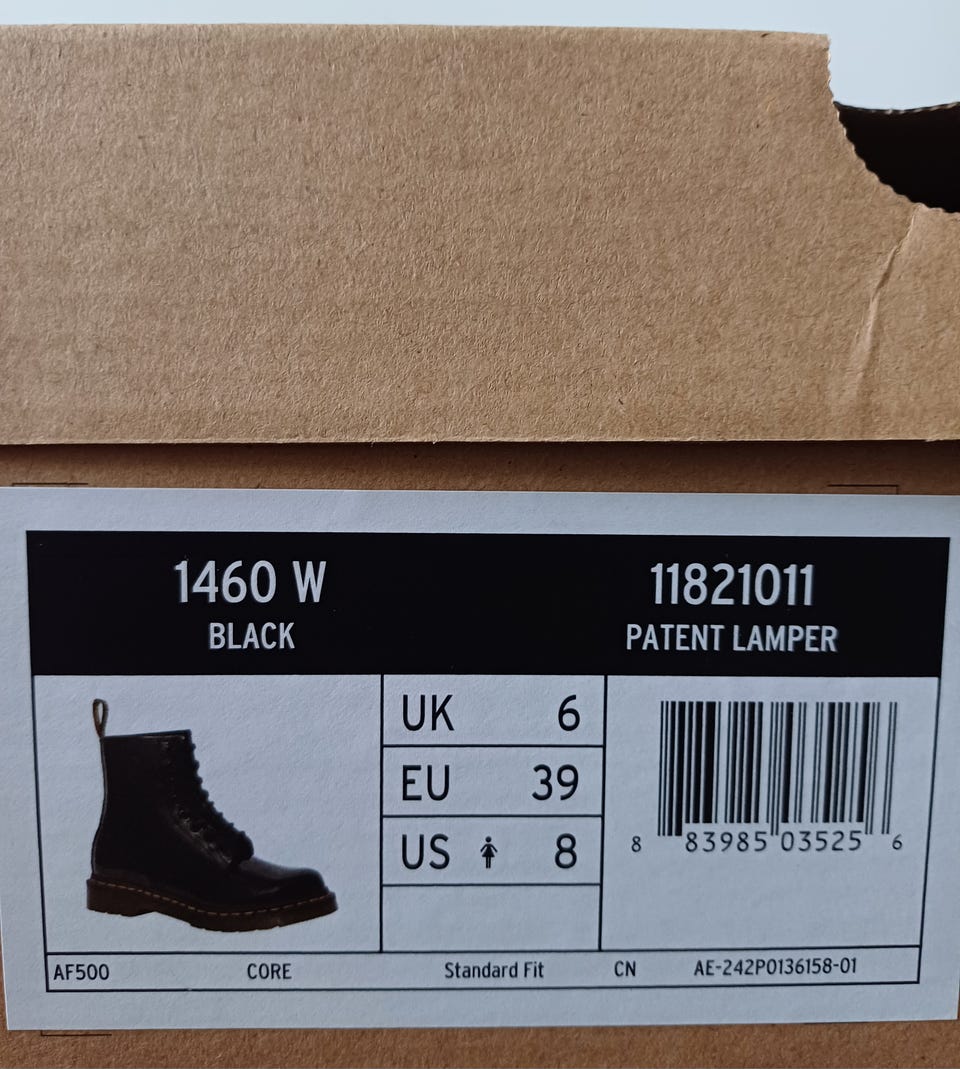 1460 W
BLACK
11821011
PATENT LAMPER
UK 6
EU 39
US 8
8 83985 03525 6
AF500 CORE Standard Fit CN AE-242P0136158-01